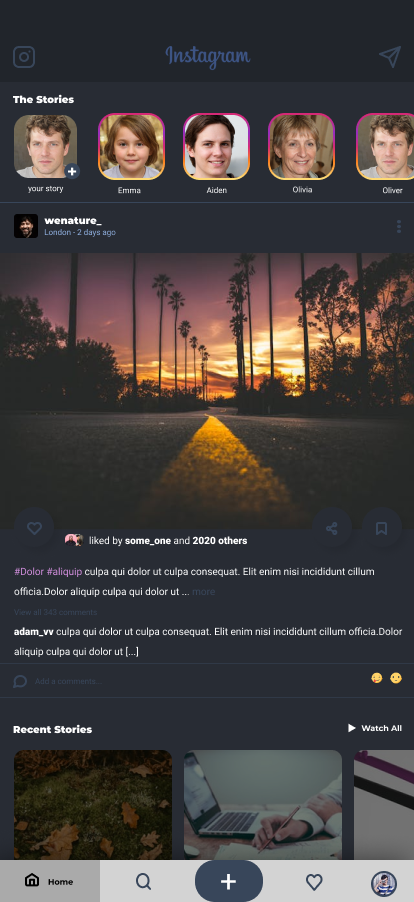 Instagram
The Stories
your story
Emma
Aiden
Olivia
Oliver
wenature_
London - 2 days ago
liked by some_one and 2020 others
#Dolor #aliquip culpa qui dolor ut culpa consequat. Elit enim nisi incididunt cillum
officia.Dolor aliquip culpa qui dolor ut ... more
View all 343 comments
adam_vv culpa qui dolor ut culpa consequat. Elit enim nisi incididunt cillum officia.Dolor
aliquip culpa qui dolor ut [...]
Add a comments...
Recent Stories
Watch All
Home